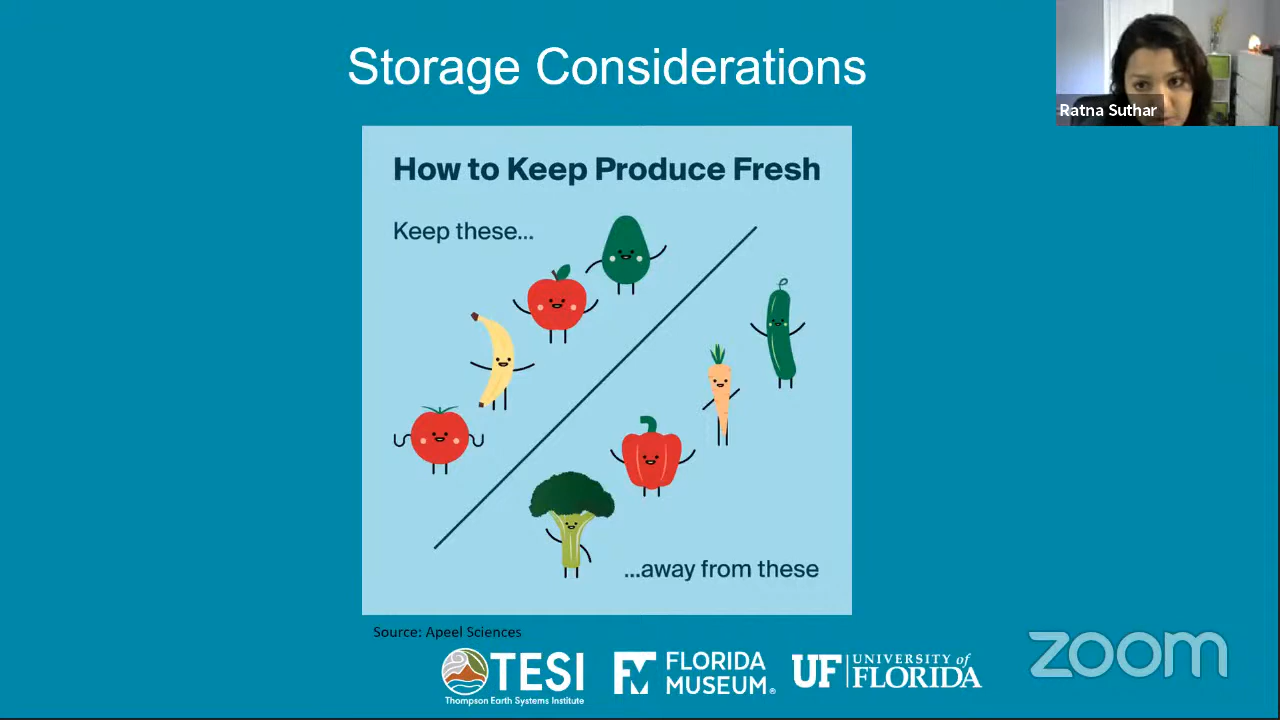 Storage Considerations
Ratna Suthar
How to Keep Produce Fresh
Keep these...
...away from these
Source: Apeel Sciences
TESI
Thompson Earth Systems Institute
FLORIDA
MUSEUM®
UF
UNIVERSITY of
FLORIDA
zoom